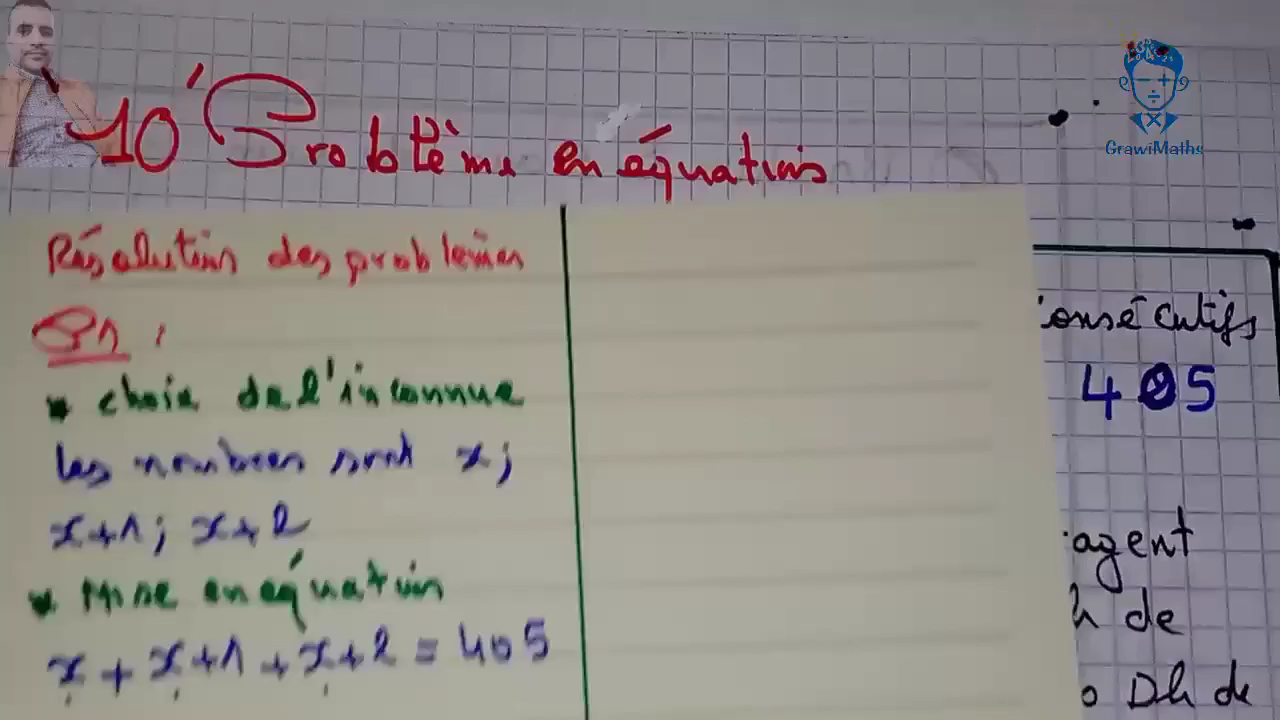 10 Problème en équations
GrawiMaths
Résolution des problèmes
P1 :
* choix de l'inconnue
les nombres sont x ;
x+1 ; x+2
* Mise en équation
x + x+1 + x+2 = 405
consécutifs
405
agent
h de
o Dh de